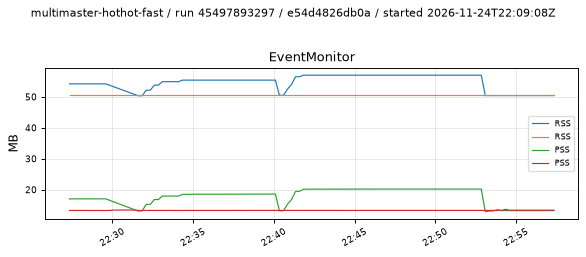 multimaster-hothot-fast / run 45497893297 / e54d4826db0a / started 2026-11-24T22:09:08Z
EventMonitor
MB
50
40
30
20
RSS
RSS
PSS
PSS
22:30
22:35
22:40
22:45
22:50
22:55